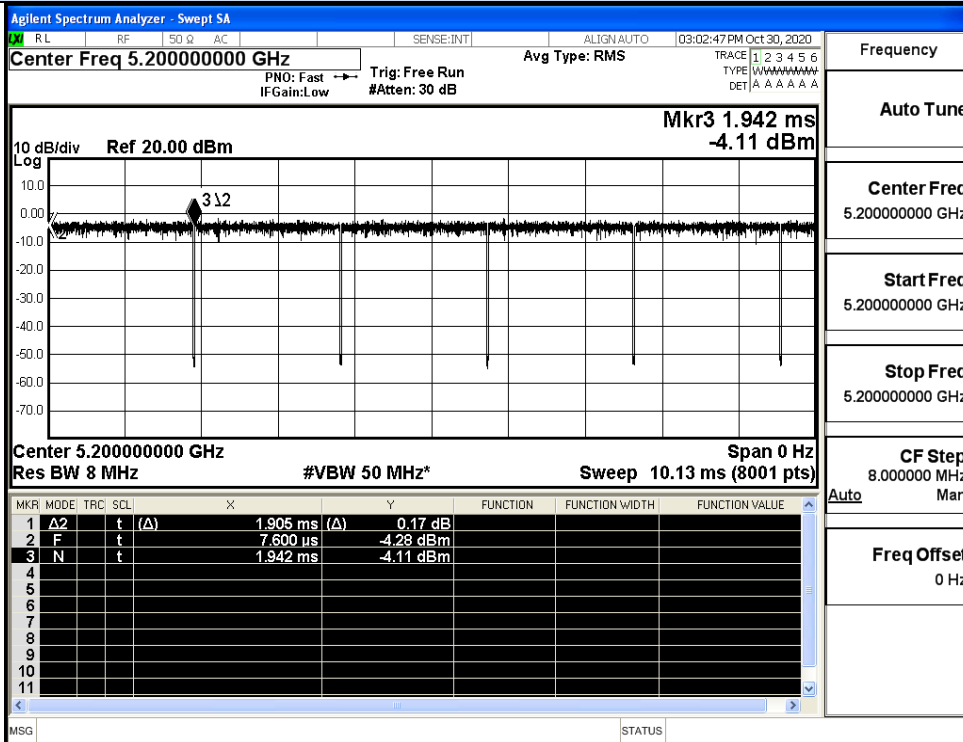 Agilent Spectrum Analyzer - Swept SA
LXI RL RF 50 Ω AC SENSE:INT ALIGN AUTO 03:02:47 PM Oct 30, 2020
Center Freq 5.200000000 GHz
PNO: Fast
IFGain:Low
Trig: Free Run
#Atten: 30 dB
Avg Type: RMS
TRACE 1 2 3 4 5 6
TYPE WWWWWW
DET A A A A A A
Mkr3 1.942 ms
-4.11 dBm
10 dB/div Ref 20.00 dBm
Log
10.0
0.00
-10.0
-20.0
-30.0
-40.0
-50.0
-60.0
-70.0
3Δ2
2
Center 5.200000000 GHz Span 0 Hz
Res BW 8 MHz #VBW 50 MHz* Sweep 10.13 ms (8001 pts)
MKR MODE TRC SCL X Y FUNCTION FUNCTION WIDTH FUNCTION VALUE
1 Δ2 t (Δ) 1.905 ms (Δ) 0.17 dB
2 F t 7.600 µs -4.28 dBm
3 N t 1.942 ms -4.11 dBm
4
5
6
7
8
9
10
11
MSG STATUS
Frequency
Auto Tune
Center Freq
5.200000000 GHz
Start Freq
5.200000000 GHz
Stop Freq
5.200000000 GHz
CF Step
8.000000 MHz
Auto Man
Freq Offset
0 Hz